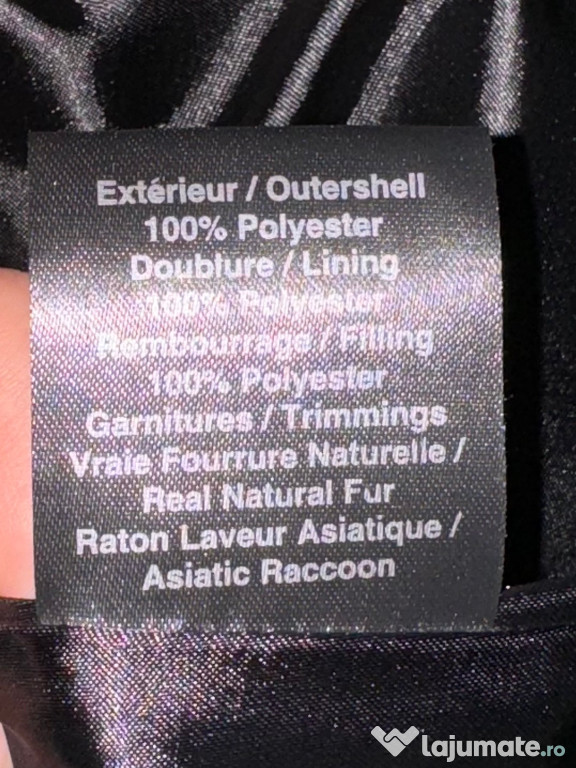 Extérieur / Outershell
100% Polyester
Doublure / Lining
100% Polyester
Rembourrage / Filling
100% Polyester
Garnitures / Trimmings
Vraie Fourrure Naturelle /
Real Natural Fur
Raton Laveur Asiatique /
Asiatic Raccoon
lajumate.ro